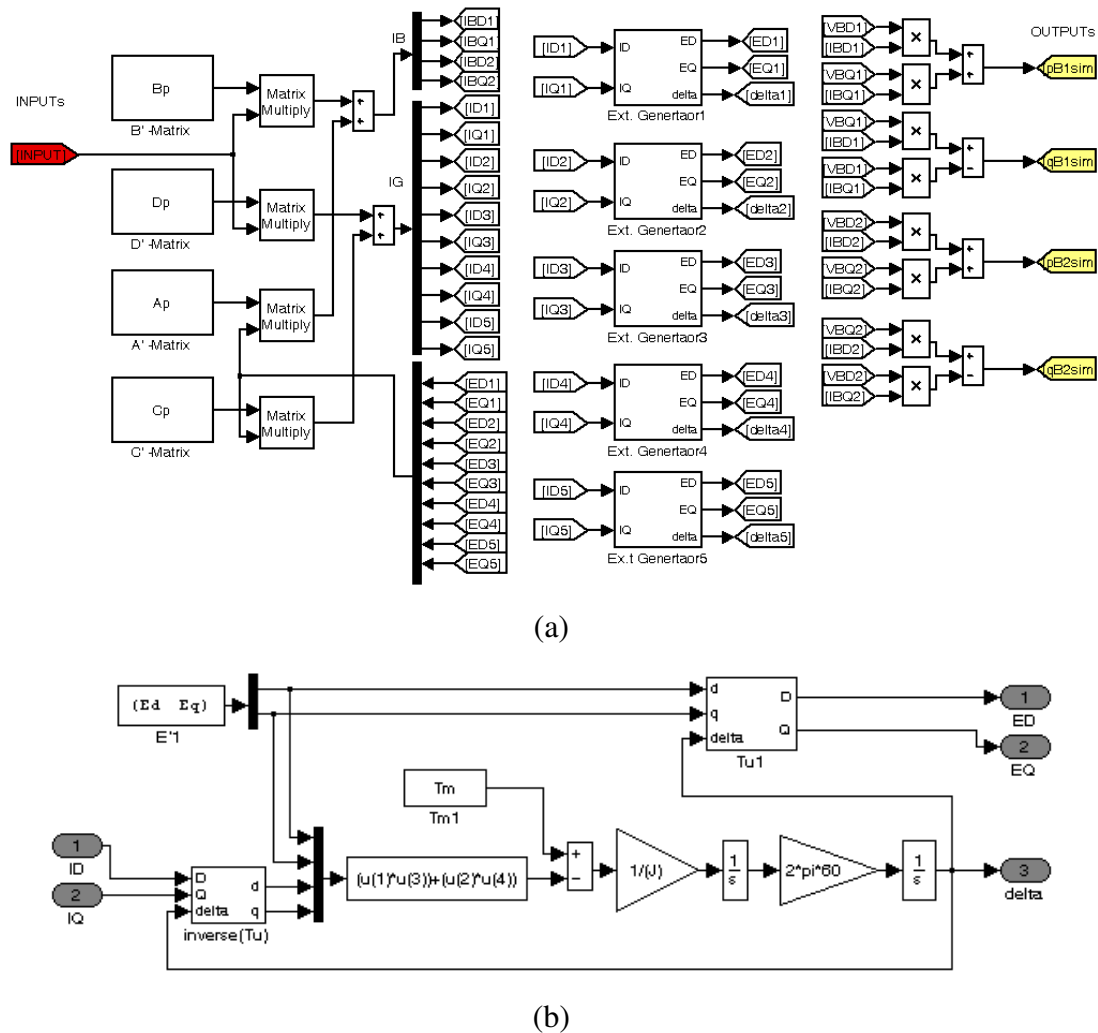 INPUTs
[INPUT]
Bp
B' -Matrix
Dp
D' -Matrix
Ap
A' -Matrix
Cp
C' -Matrix
Matrix
Multiply
Matrix
Multiply
Matrix
Multiply
Matrix
Multiply
+
+
+
+
IB
IG
[IBD1]
[IBQ1]
[IBD2]
[IBQ2]
[ID1]
[IQ1]
[ID2]
[IQ2]
[ID3]
[IQ3]
[ID4]
[IQ4]
[ID5]
[IQ5]
[ED1]
[EQ1]
[ED2]
[EQ2]
[ED3]
[EQ3]
[ED4]
[EQ4]
[ED5]
[EQ5]
[ID1]
[IQ1]
ID
IQ
ED
EQ
delta
[ED1]
[EQ1]
[delta1]
Ext. Genertaor1
[ID2]
[IQ2]
ID
IQ
ED
EQ
delta
[ED2]
[EQ2]
[delta2]
Ext. Genertaor2
[ID3]
[IQ3]
ID
IQ
ED
EQ
delta
[ED3]
[EQ3]
[delta3]
Ext. Genertaor3
[ID4]
[IQ4]
ID
IQ
ED
EQ
delta
[ED4]
[EQ4]
[delta4]
Ext. Genertaor4
[ID5]
[IQ5]
ID
IQ
ED
EQ
delta
[ED5]
[EQ5]
[delta5]
Ex.t Genertaor5
OUTPUTs
[VBD1]
[IBD1]
×
[VBQ1]
[IBQ1]
×
+
+
[pB1sim]
[VBQ1]
[IBD1]
×
[VBD1]
[IBQ1]
×
+
−
[qB1sim]
[VBD2]
[IBD2]
×
[VBQ2]
[IBQ2]
×
+
+
[pB2sim]
[VBQ2]
[IBD2]
×
[VBD2]
[IBQ2]
×
+
−
[qB2sim]
(a)
(Ed Eq)
E'1
d
q
delta
D
Q
Tu1
1
ED
2
EQ
Tm
Tm1
1
ID
2
IQ
D
Q
delta
d
q
inverse(Tu)
(u(1)*u(3))+(u(2)*u(4))
+
−
1/(J)
1
s
2*pi*60
1
s
3
delta
(b)